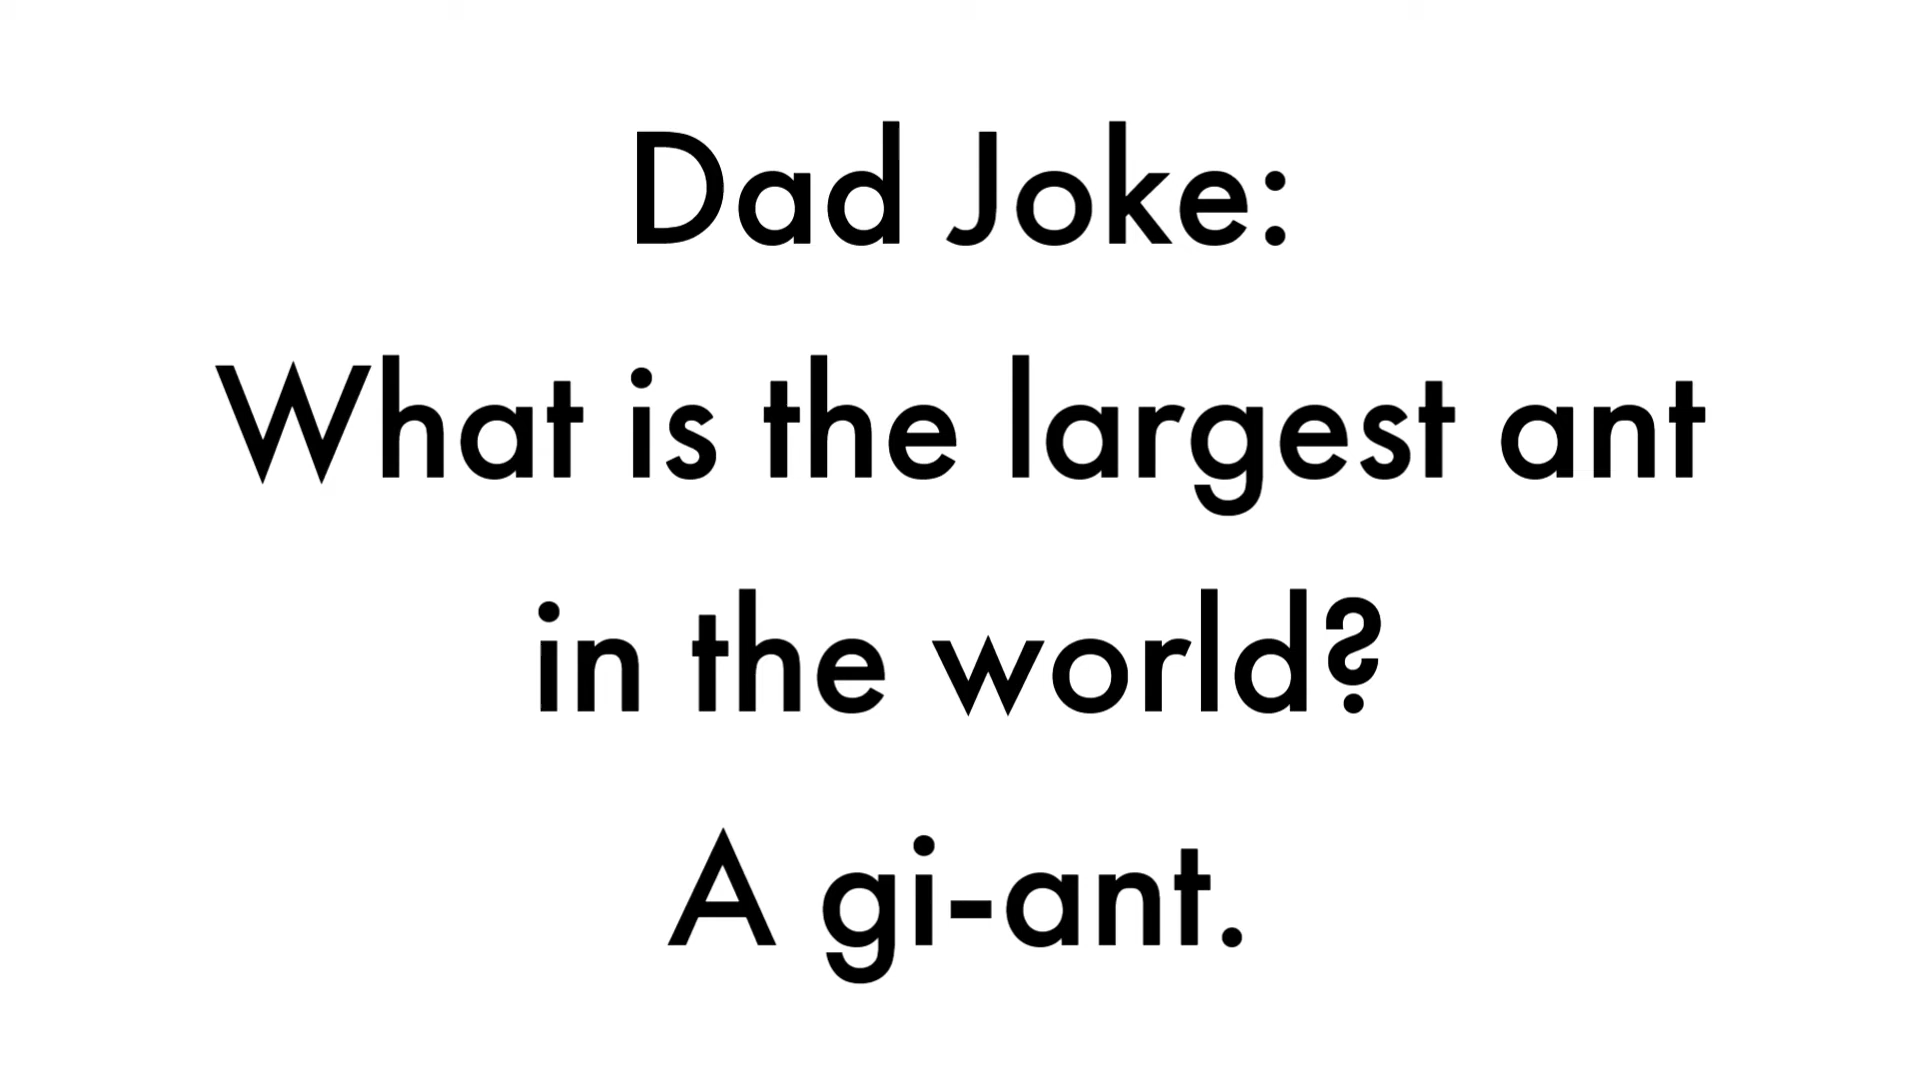 Dad Joke:
What is the largest ant
in the world?
A gi-ant.